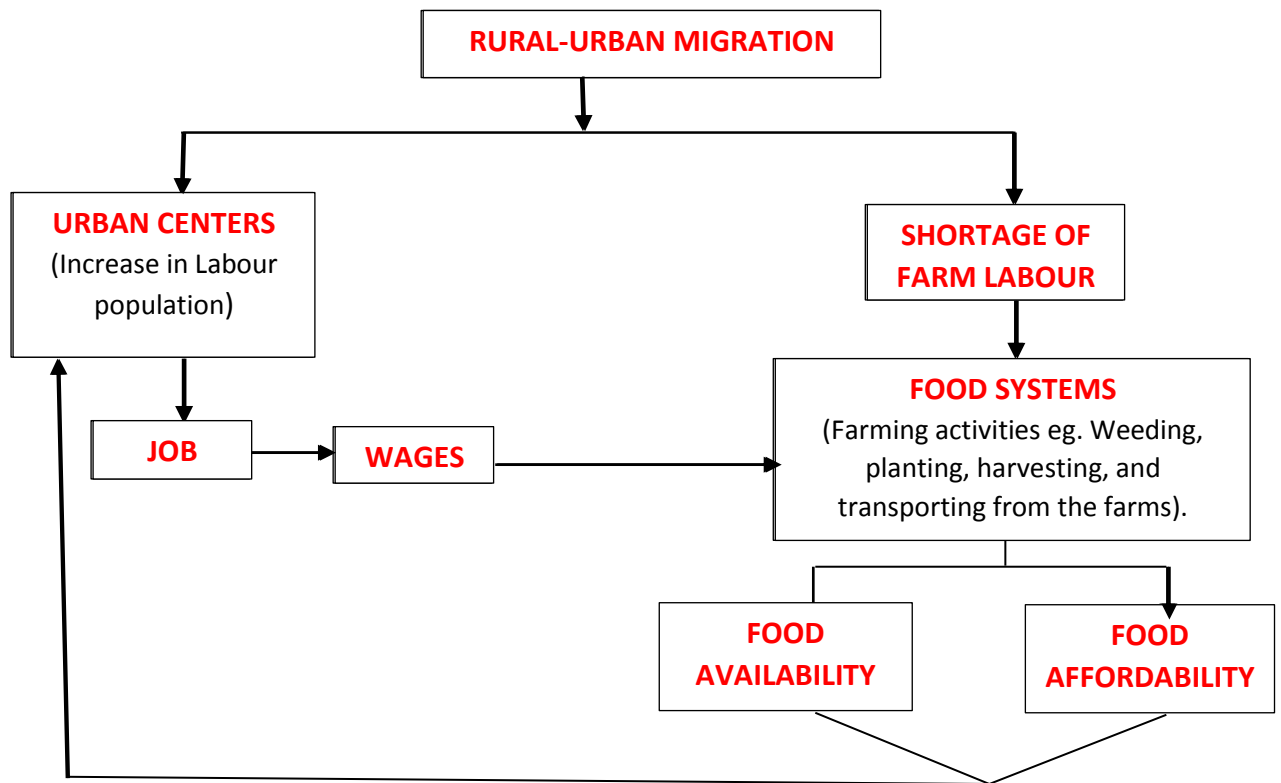 RURAL-URBAN MIGRATION
URBAN CENTERS
(Increase in Labour
population)
SHORTAGE OF
FARM LABOUR
JOB
WAGES
FOOD SYSTEMS
(Farming activities eg. Weeding,
planting, harvesting, and
transporting from the farms).
FOOD
AVAILABILITY
FOOD
AFFORDABILITY